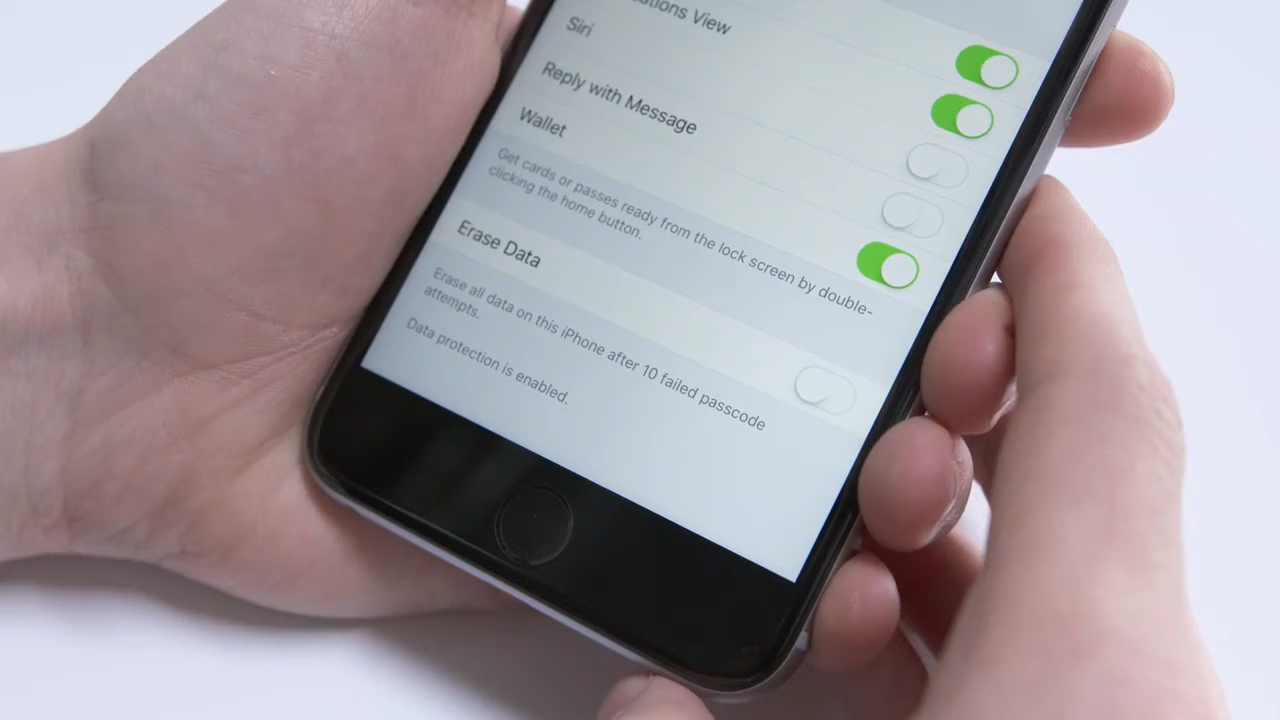 View
Siri
Reply with Message
Wallet
Get cards or passes ready from the lock screen by double-
clicking the home button.
Erase Data
Erase all data on this iPhone after 10 failed passcode
attempts.
Data protection is enabled.